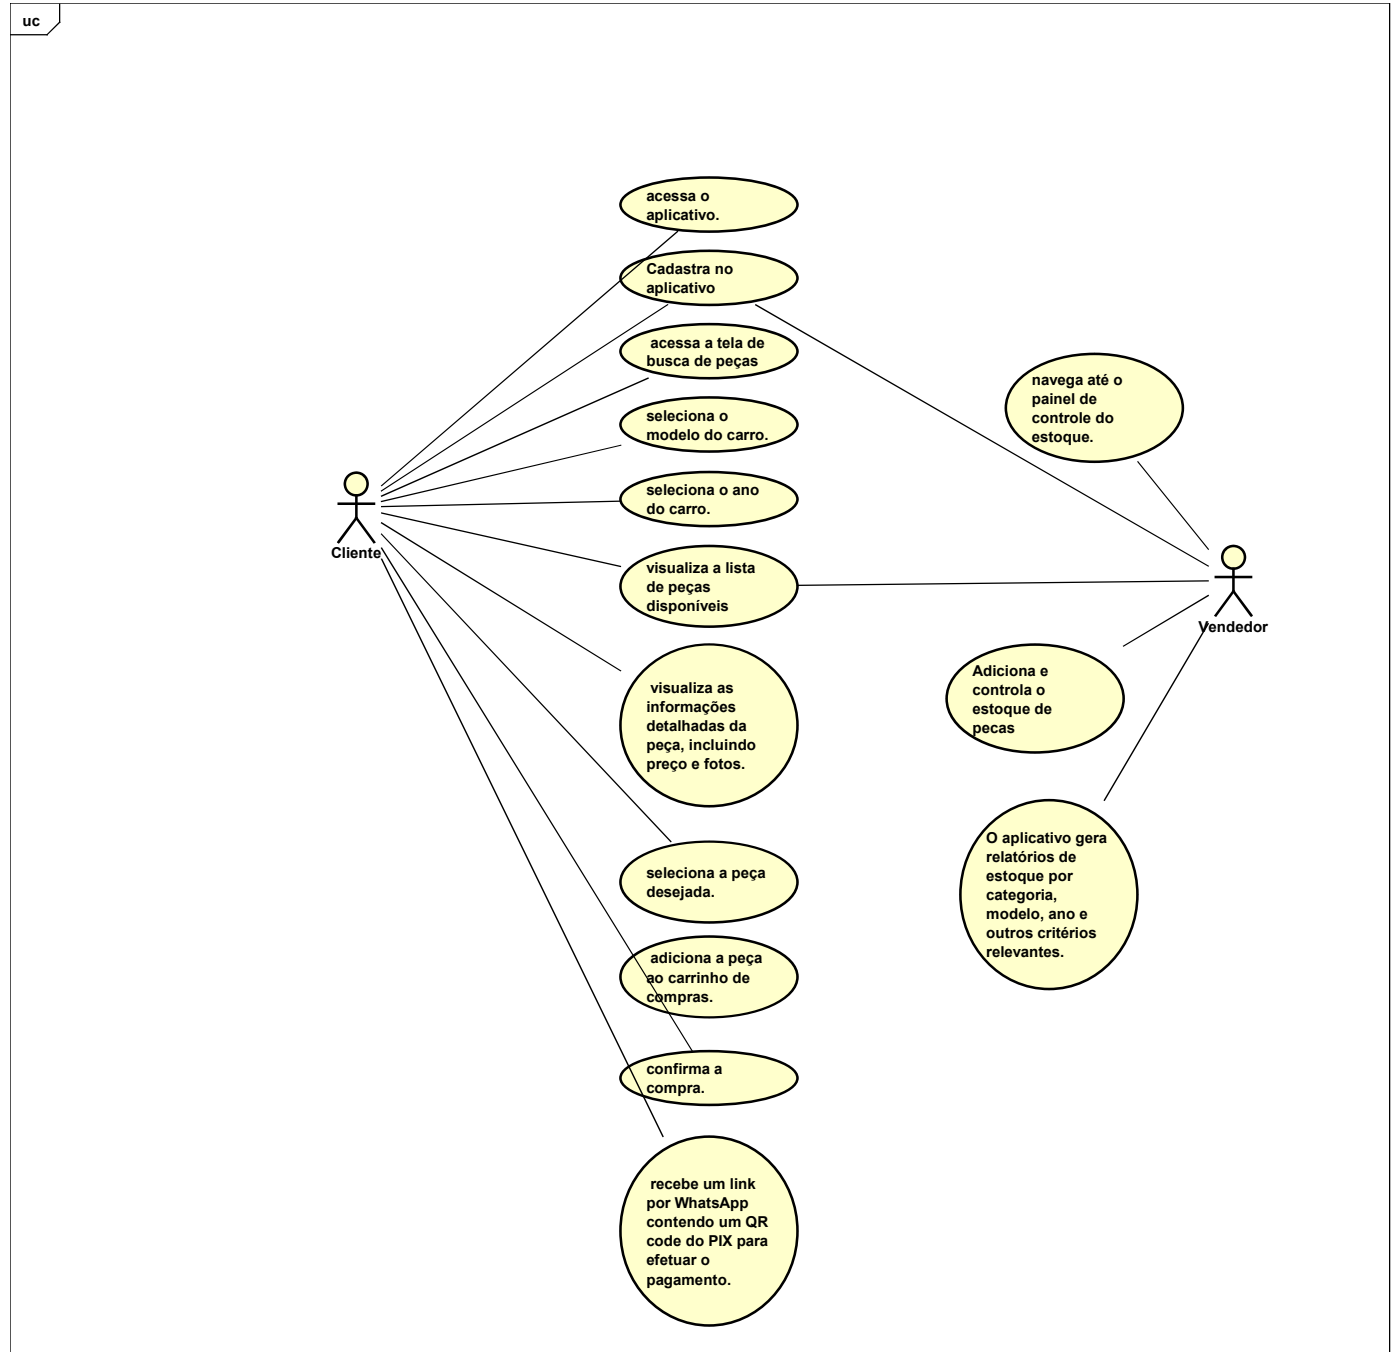 uc
acessa o
aplicativo.
Cadastra no
aplicativo
acessa a tela de
busca de peças
seleciona o
modelo do carro.
seleciona o ano
do carro.
visualiza a lista
de peças
disponíveis
visualiza as
informações
detalhadas da
peça, incluindo
preço e fotos.
seleciona a peça
desejada.
adiciona a peça
ao carrinho de
compras.
confirma a
compra.
recebe um link
por WhatsApp
contendo um QR
code do PIX para
efetuar o
pagamento.
Cliente
navega até o
painel de
controle do
estoque.
Vendedor
Adiciona e
controla o
estoque de
pecas
O aplicativo gera
relatórios de
estoque por
categoria,
modelo, ano e
outros critérios
relevantes.